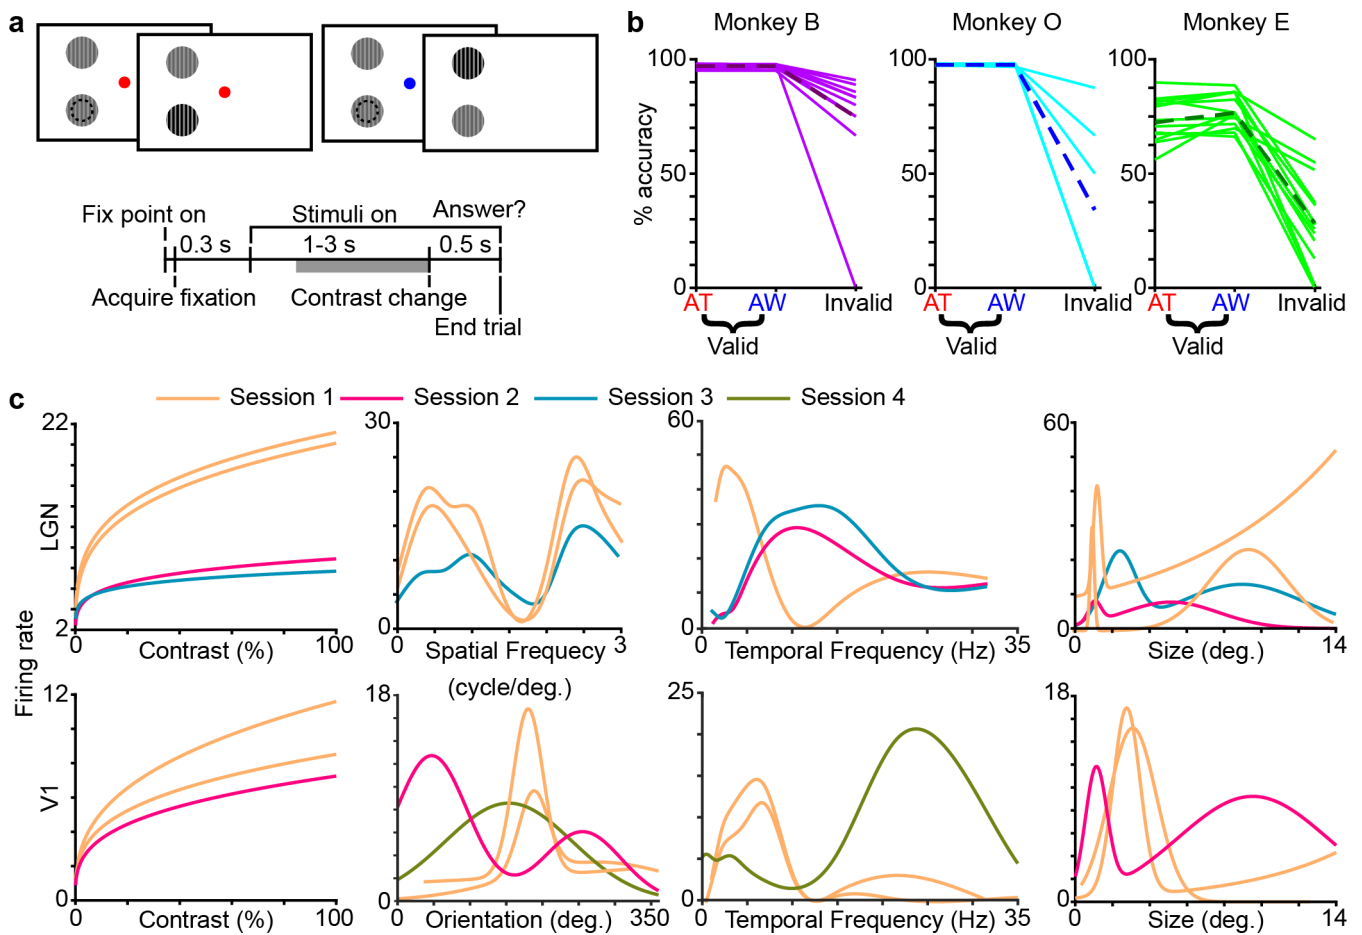 a
Fix point on
Stimuli on
Answer?
0.3 s
1-3 s
0.5 s
Acquire fixation
Contrast change
End trial
b
Monkey B
Monkey O
Monkey E
% accuracy
100
50
0
AT
AW
Invalid
Valid
100
50
0
AT
AW
Invalid
Valid
100
50
0
AT
AW
Invalid
Valid
c
Session 1
Session 2
Session 3
Session 4
Firing rate
LGN
22
2
0
Contrast (%)
100
30
0
0
Spatial Frequecy
3
(cycle/deg.)
60
0
0
Temporal Frequency (Hz)
35
60
0
0
Size (deg.)
14
V1
12
0
0
Contrast (%)
100
18
0
0
Orientation (deg.)
350
25
0
0
Temporal Frequency (Hz)
35
18
0
0
Size (deg.)
14